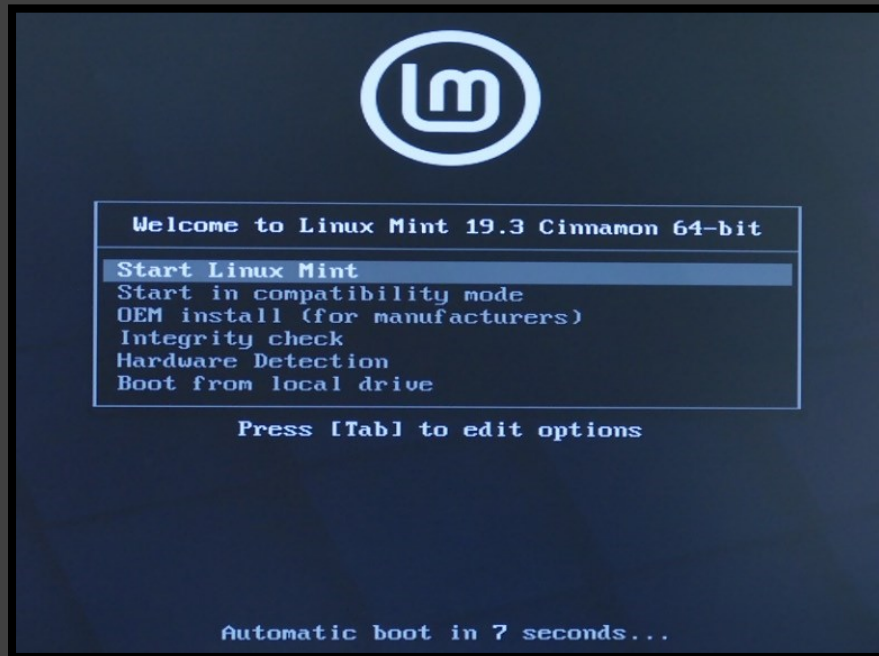 lm
Welcome to Linux Mint 19.3 Cinnamon 64-bit
Start Linux Mint
Start in compatibility mode
OEM install (for manufacturers)
Integrity check
Hardware Detection
Boot from local drive
Press [Tab] to edit options
Automatic boot in 7 seconds...